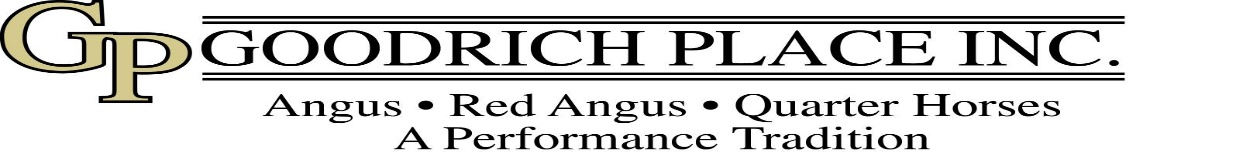 GP GOODRICH PLACE INC.
Angus • Red Angus • Quarter Horses
A Performance Tradition